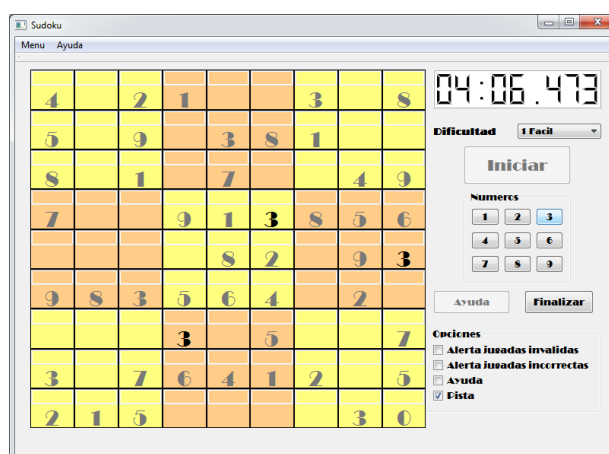 Sudoku
Menu Ayuda
4 2 1 3 8
5 9 3 8 1
8 1 7 4 9
7 9 1 3 8 5 6
8 2 9 3
9 8 3 5 6 4 2
3 5 7
3 7 6 4 1 2 5
2 1 5 3 0
04:06.473
Dificultad 1 Facil
Iniciar
Numeros
1 2 3
4 5 6
7 8 9
Ayuda Finalizar
Opciones
Alerta jugadas invalidas
Alerta jugadas incorrectas
Ayuda
Pista